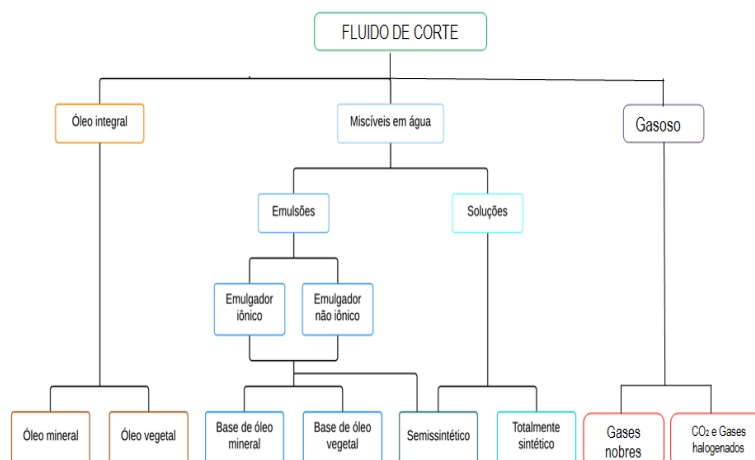 FLUIDO DE CORTE
Óleo integral
Miscíveis em água
Gasoso
Emulsões
Soluções
Emulgador
iônico
Emulgador
não iônico
Óleo mineral
Óleo vegetal
Base de óleo
mineral
Base de óleo
vegetal
Semissintético
Totalmente
sintético
Gases
nobres
CO₂ e Gases
halogenados